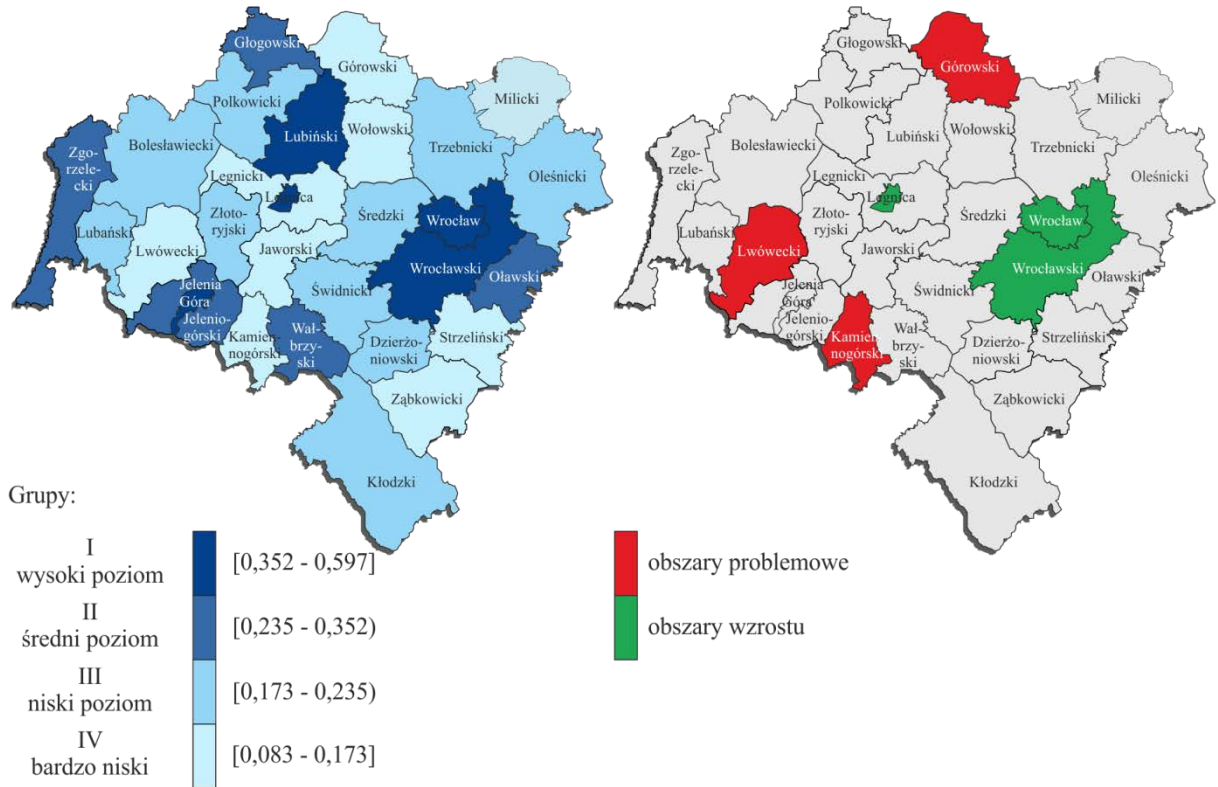 Głogowski
Górowski
Milicki
Polkowicki
Lubiński
Wołowski
Trzebnicki
Bolesławiecki
Zgo-
rzele-
cki
Legnicki
Legnica
Oleśnicki
Lubański
Lwówecki
Złoto-
ryjski
Jaworski
Średzki
Wrocław
Wrocławski
Oławski
Jelenia
Góra
Jelenio-
górski
Świdnicki
Kamien-
nogórski
Wał-
brzy-
ski
Dzierżo-
niowski
Strzeliński
Ząbkowicki
Kłodzki
Głogowski
Górowski
Milicki
Polkowicki
Lubiński
Wołowski
Trzebnicki
Bolesławiecki
Zgo-
rzele-
cki
Legnicki
Legnica
Oleśnicki
Lubański
Lwówecki
Złoto-
ryjski
Jaworski
Średzki
Wrocław
Wrocławski
Oławski
Jelenia
Góra
Jelenio-
górski
Świdnicki
Kamien-
nogórski
Wał-
brzy-
ski
Dzierżo-
niowski
Strzeliński
Ząbkowicki
Kłodzki
Grupy:
I
wysoki poziom
[0,352 - 0,597]
II
średni poziom
[0,235 - 0,352)
III
niski poziom
[0,173 - 0,235)
IV
bardzo niski
[0,083 - 0,173]
obszary problemowe
obszary wzrostu